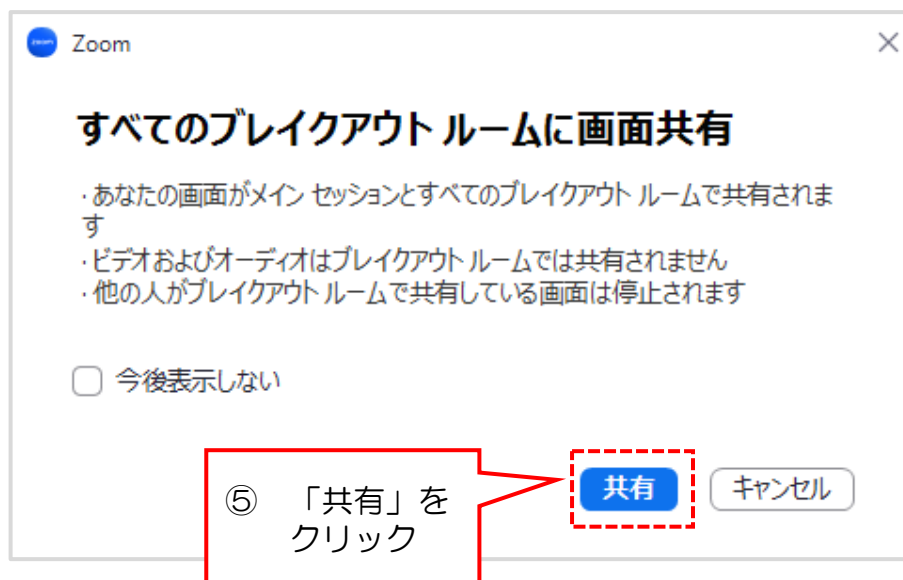 Zoom
すべてのブレイクアウト ルームに画面共有
・あなたの画面がメイン セッションとすべてのブレイクアウト ルームで共有されま
す
・ビデオおよびオーディオはブレイクアウト ルームでは共有されません
・他の人がブレイクアウト ルームで共有している画面は停止されます
今後表示しない
共有
キャンセル
⑤ 「共有」を
クリック